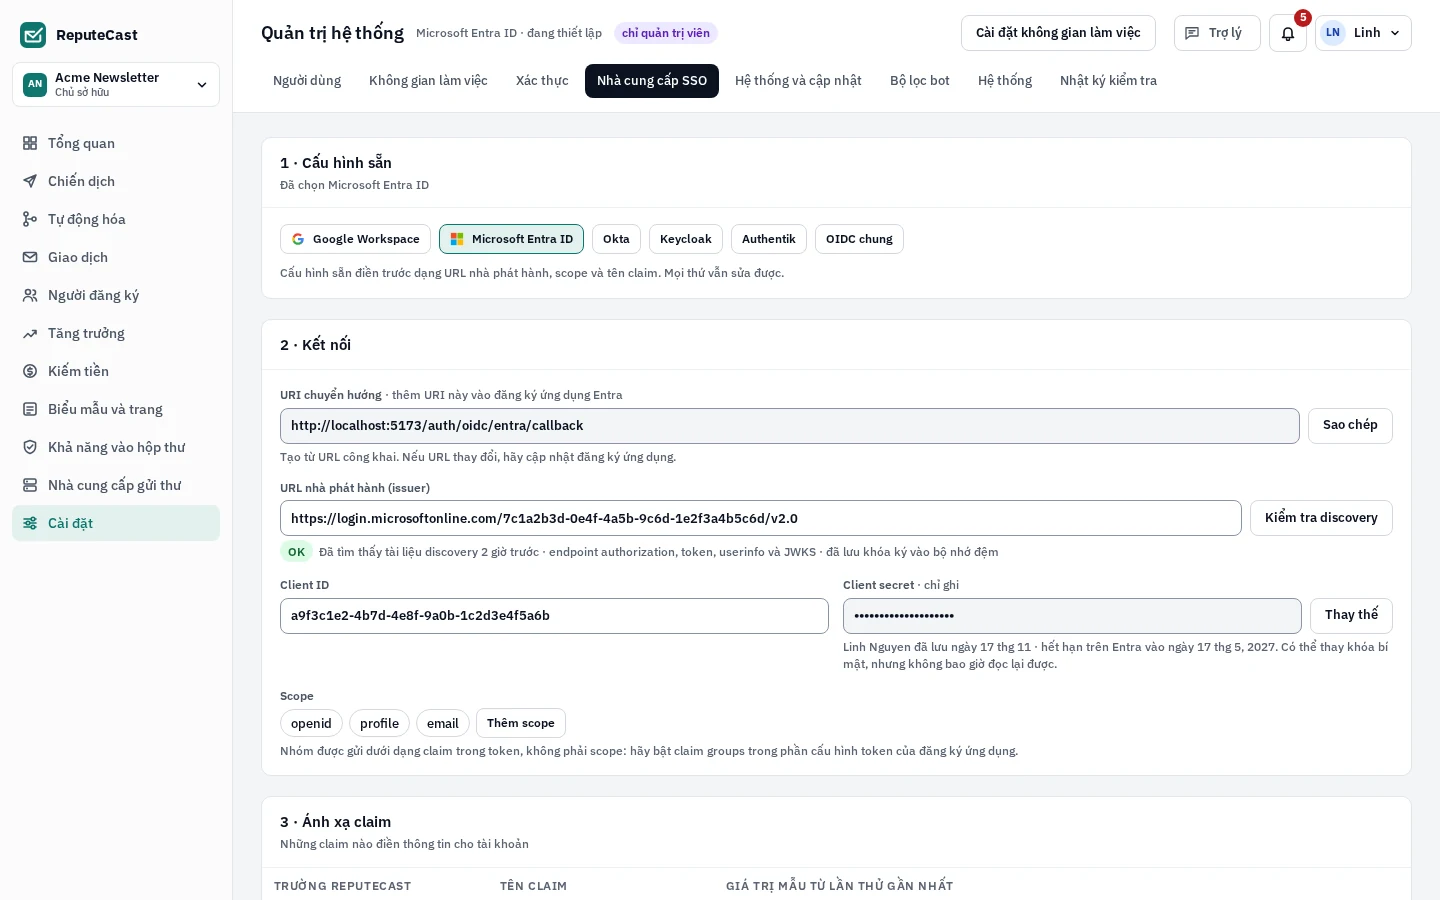 ReputeCast
AN
Acme Newsletter
Chủ sở hữu
Tổng quan
Chiến dịch
Tự động hóa
Giao dịch
Người đăng ký
Tăng trưởng
Kiếm tiền
Biểu mẫu và trang
Khả năng vào hộp thư
Nhà cung cấp gửi thư
Cài đặt
Quản trị hệ thống
Microsoft Entra ID · đang thiết lập
chỉ quản trị viên
Cài đặt không gian làm việc
Trợ lý
5
LN
Linh
Người dùng
Không gian làm việc
Xác thực
Nhà cung cấp SSO
Hệ thống và cập nhật
Bộ lọc bot
Hệ thống
Nhật ký kiểm tra
1 · Cấu hình sẵn
Đã chọn Microsoft Entra ID
Google Workspace
Microsoft Entra ID
Okta
Keycloak
Authentik
OIDC chung
Cấu hình sẵn điền trước dạng URL nhà phát hành, scope và tên claim. Mọi thứ vẫn sửa được.
2 · Kết nối
URI chuyển hướng · thêm URI này vào đăng ký ứng dụng Entra
http://localhost:5173/auth/oidc/entra/callback
Sao chép
Tạo từ URL công khai. Nếu URL thay đổi, hãy cập nhật đăng ký ứng dụng.
URL nhà phát hành (issuer)
https://login.microsoftonline.com/7c1a2b3d-0e4f-4a5b-9c6d-1e2f3a4b5c6d/v2.0
Kiểm tra discovery
OK
Đã tìm thấy tài liệu discovery 2 giờ trước · endpoint authorization, token, userinfo và JWKS · đã lưu khóa ký vào bộ nhớ đệm
Client ID
a9f3c1e2-4b7d-4e8f-9a0b-1c2d3e4f5a6b
Client secret · chỉ ghi
••••••••••••••••••••
Thay thế
Linh Nguyen đã lưu ngày 17 thg 11 · hết hạn trên Entra vào ngày 17 thg 5, 2027. Có thể thay khóa bí
mật, nhưng không bao giờ đọc lại được.
Scope
openid
profile
email
Thêm scope
Nhóm được gửi dưới dạng claim trong token, không phải scope: hãy bật claim groups trong phần cấu hình token của đăng ký ứng dụng.
3 · Ánh xạ claim
Những claim nào điền thông tin cho tài khoản
TRƯỜNG REPUTECAST
TÊN CLAIM
GIÁ TRỊ MẪU TỪ LẦN THỬ GẦN NHẤT